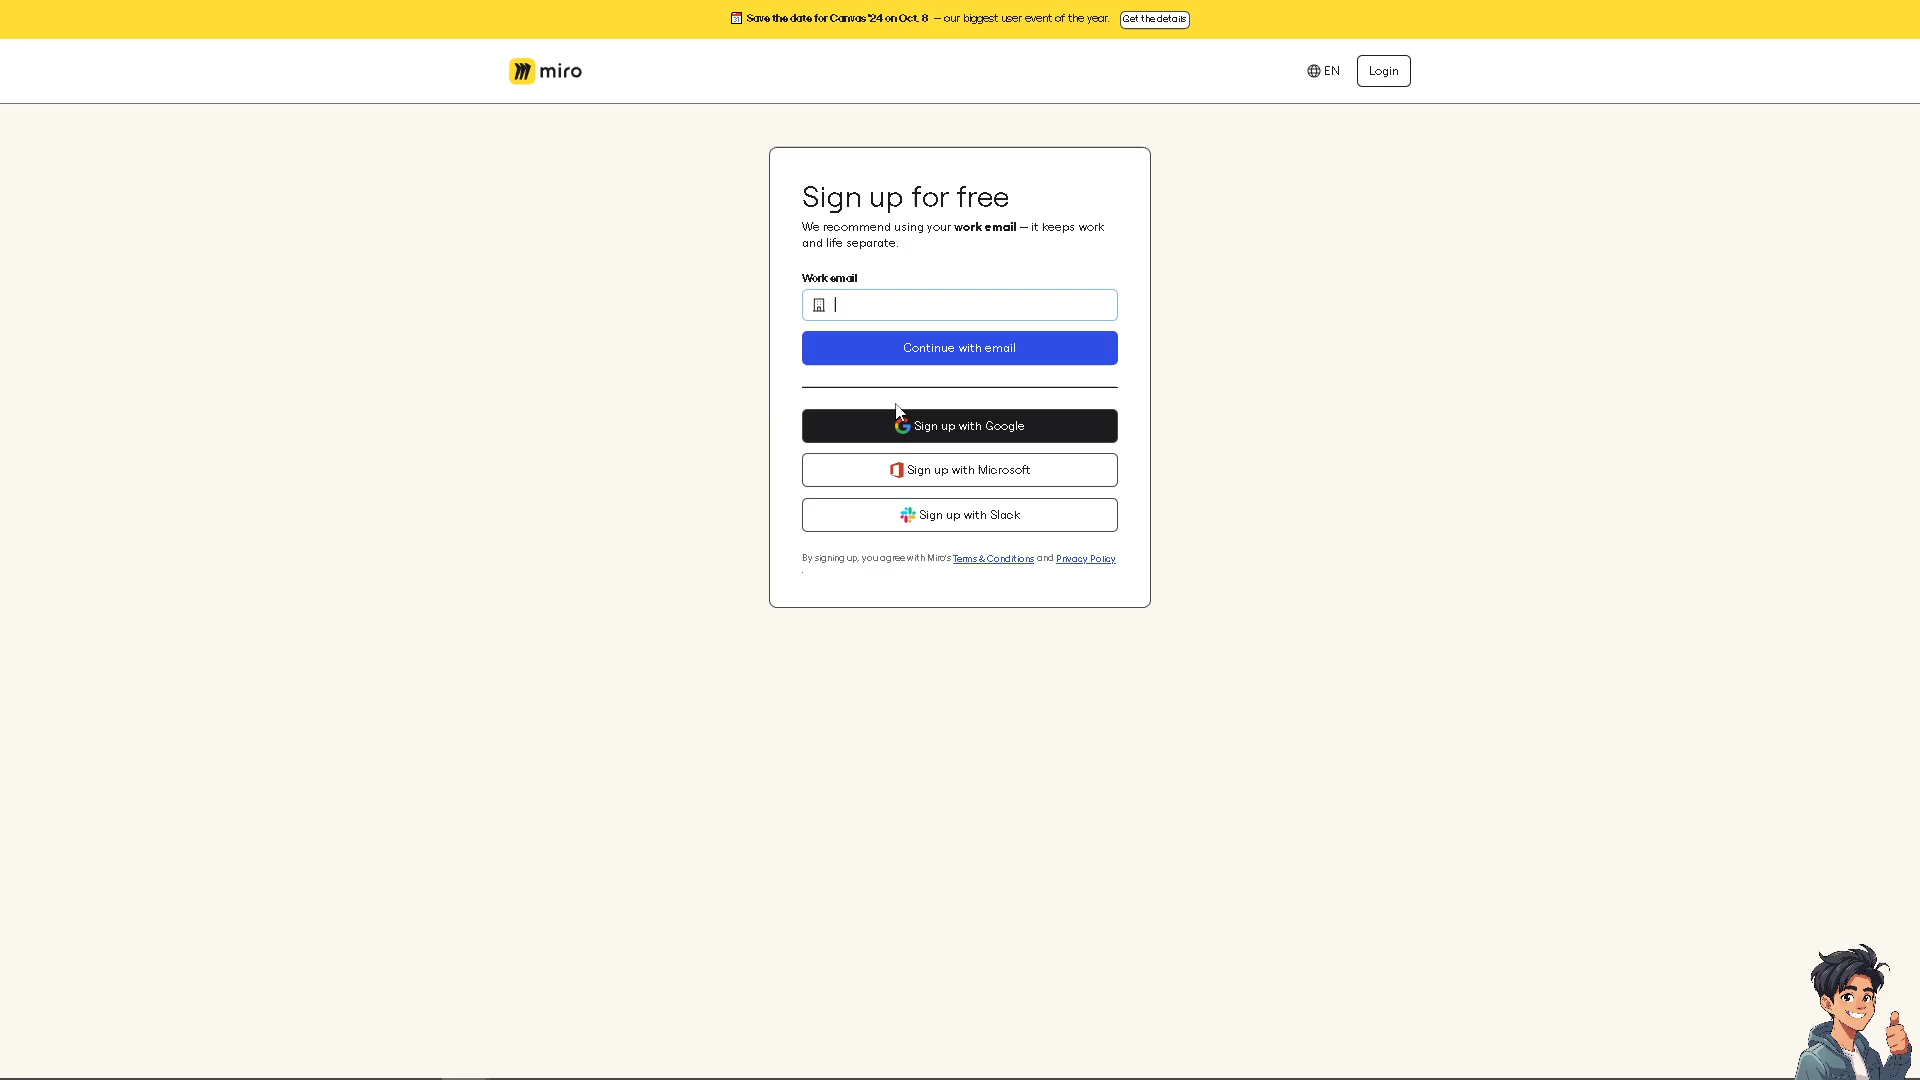 Save the date for Canvas '24 on Oct. 8 – our biggest user event of the year. Get the details
miro
EN
Login
Sign up for free
We recommend using your work email – it keeps work
and life separate.
Work email
Continue with email
Sign up with Google
Sign up with Microsoft
Sign up with Slack
By signing up, you agree with Miro's Terms & Conditions and Privacy Policy
.